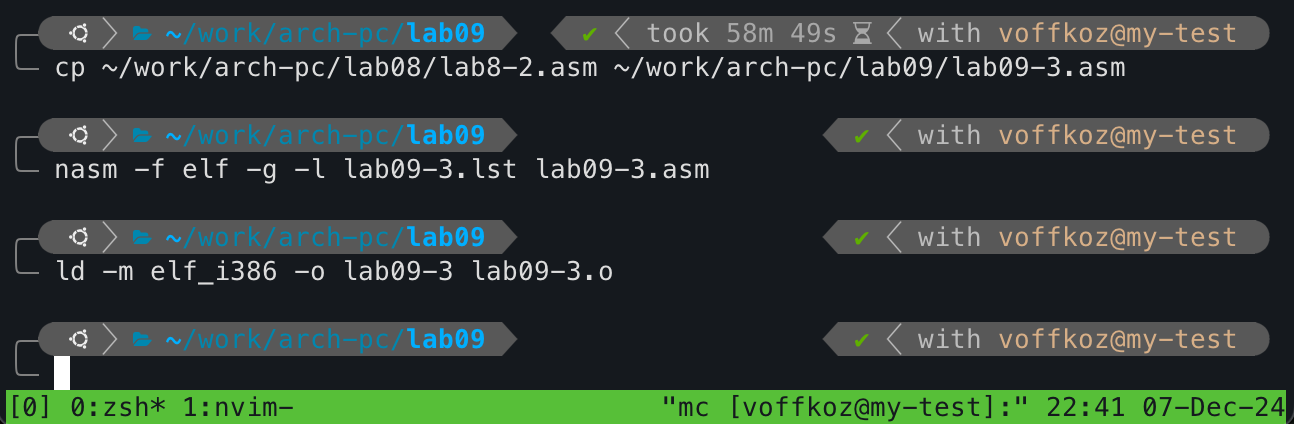 ~/work/arch-pc/lab09 ✔ took 58m 49s with voffkoz@my-test
cp ~/work/arch-pc/lab08/lab8-2.asm ~/work/arch-pc/lab09/lab09-3.asm
~/work/arch-pc/lab09 ✔ with voffkoz@my-test
nasm -f elf -g -l lab09-3.lst lab09-3.asm
~/work/arch-pc/lab09 ✔ with voffkoz@my-test
ld -m elf_i386 -o lab09-3 lab09-3.o
~/work/arch-pc/lab09 ✔ with voffkoz@my-test
[0] 0:zsh* 1:nvim- "mc [voffkoz@my-test]:" 22:41 07-Dec-24